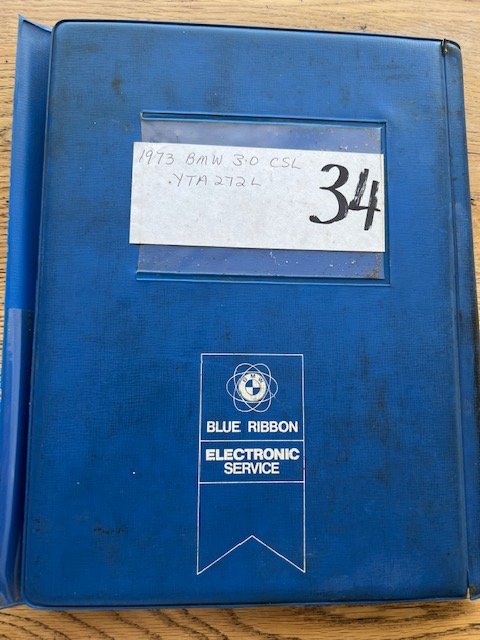 1973 BMW 3.0 CSL
.YTA 272L
34
BMW
BLUE RIBBON
ELECTRONIC
SERVICE